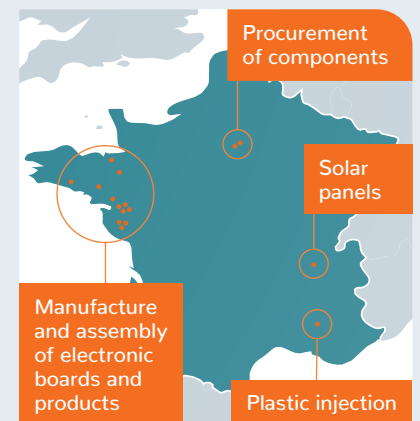 Procurement
of components
Solar
panels
Manufacture
and assembly
of electronic
boards and
products
Plastic injection